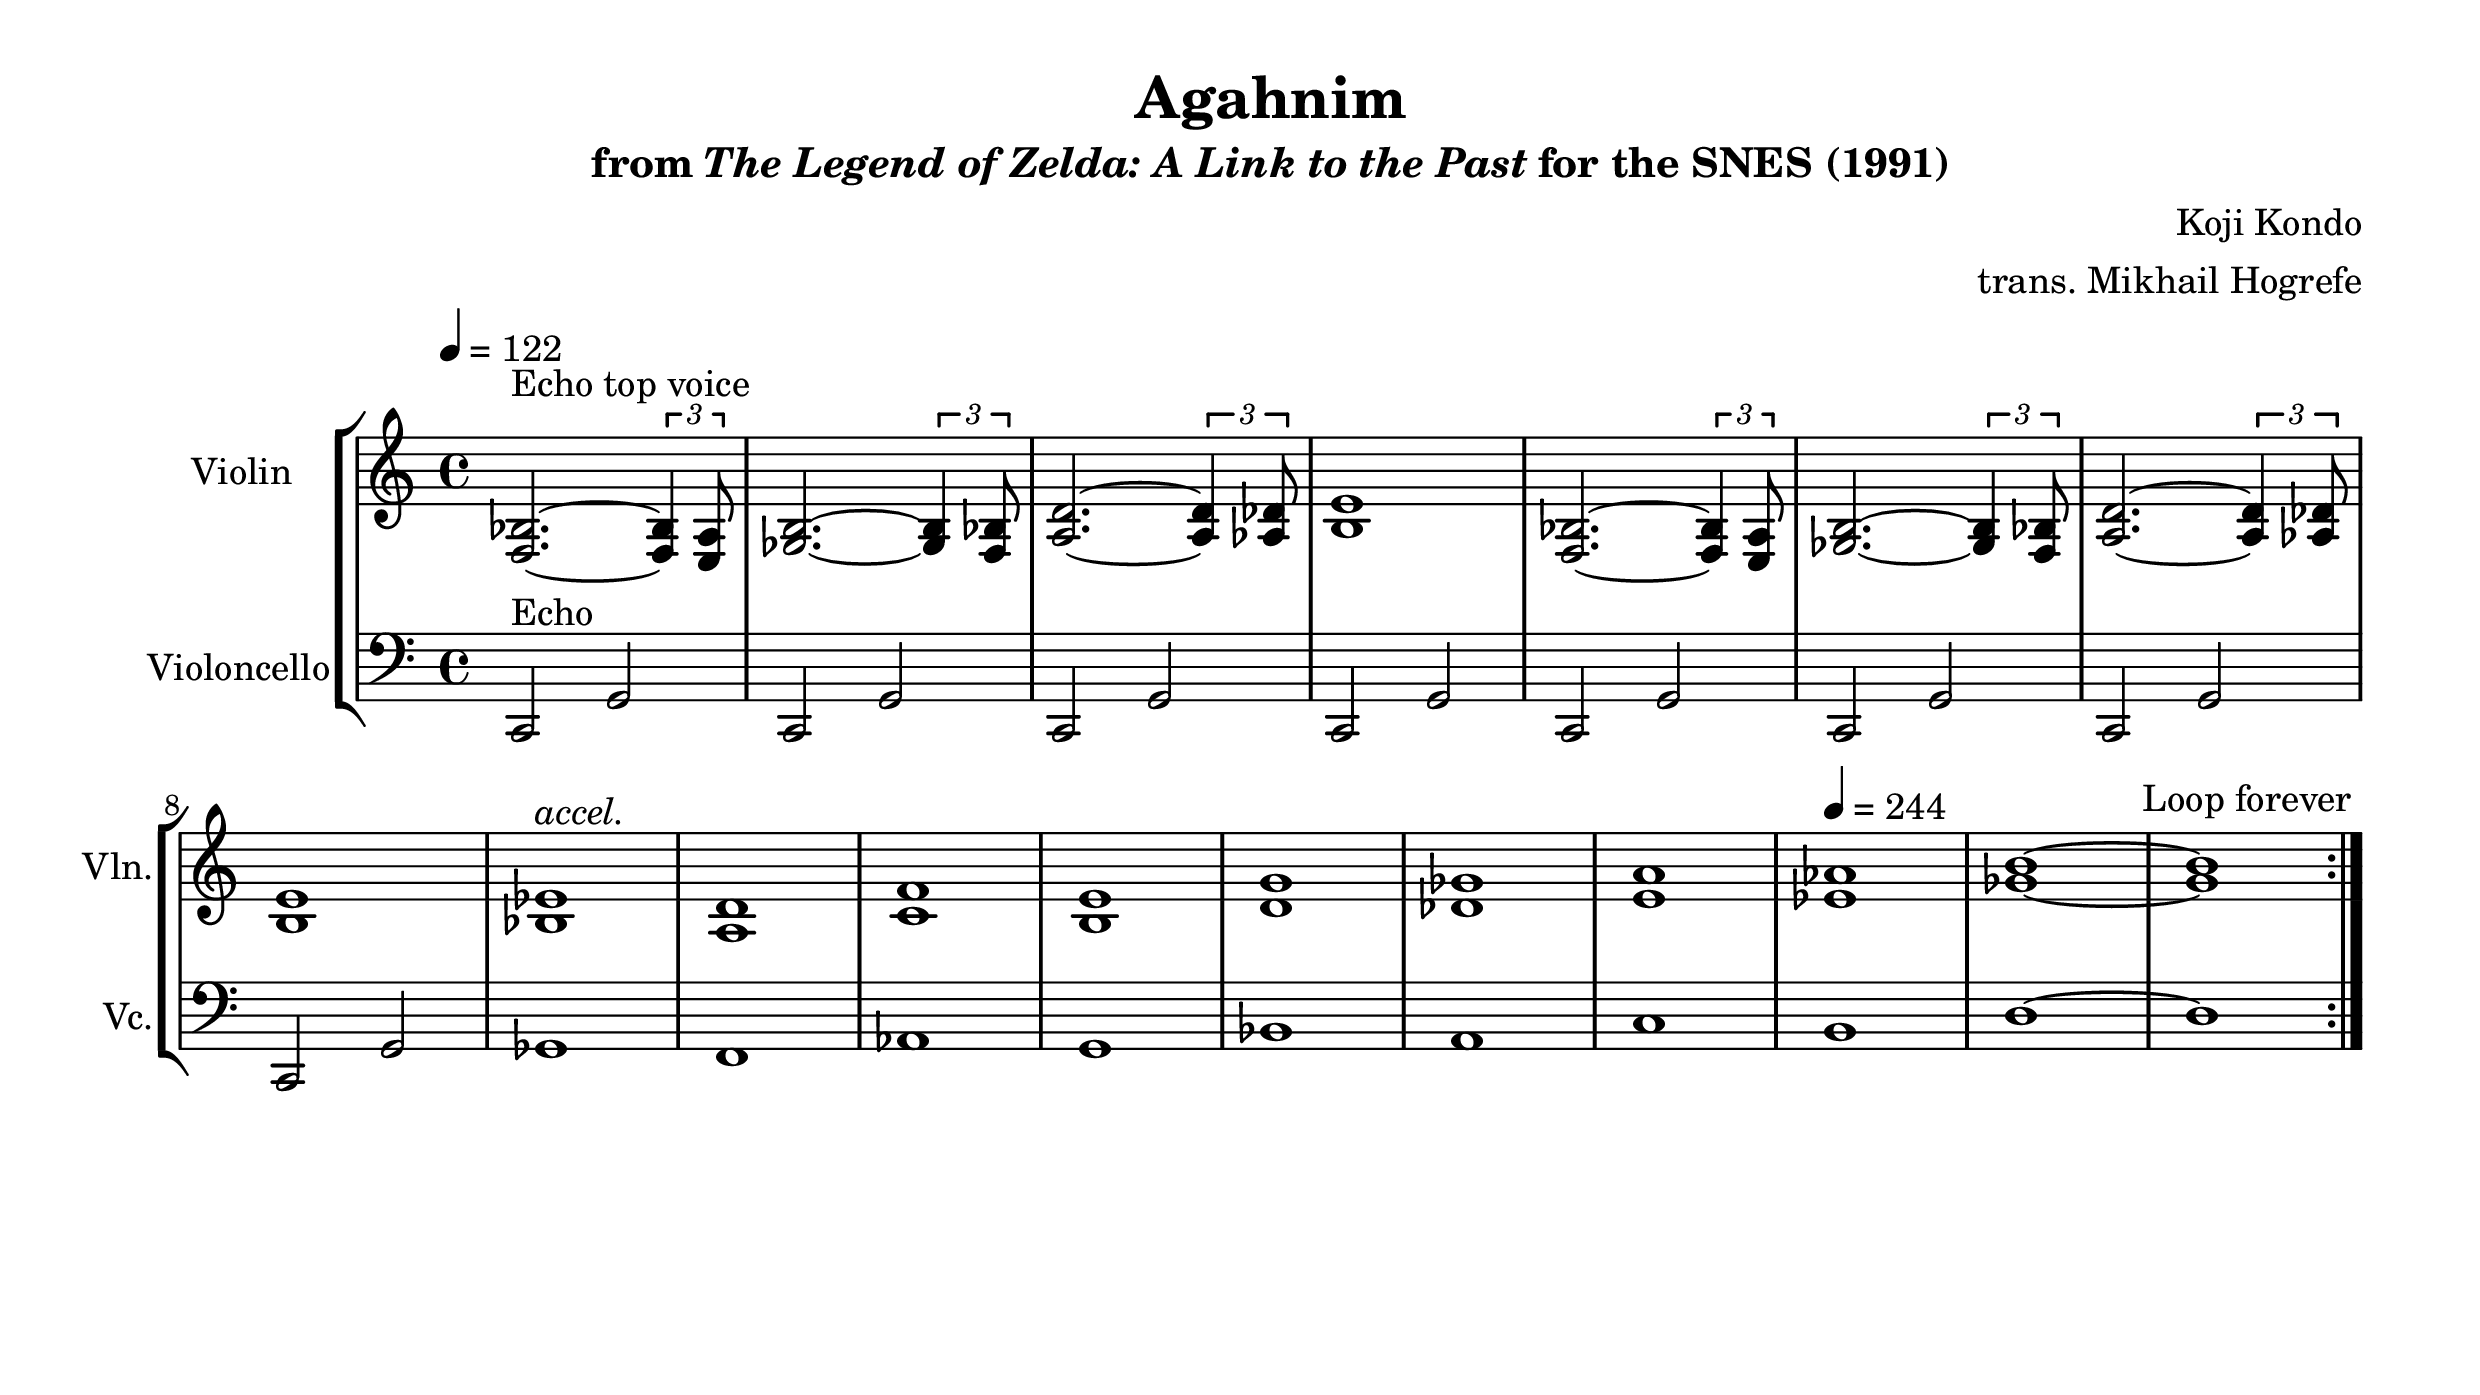 Agahnim
from The Legend of Zelda: A Link to the Past for the SNES (1991)
Koji Kondo
trans. Mikhail Hogrefe
= 122
Echo top voice
3 3 3 3 3 3
Violin
Echo
Violoncello
8 accel. = 244 Loop forever
Vln.
Vc.